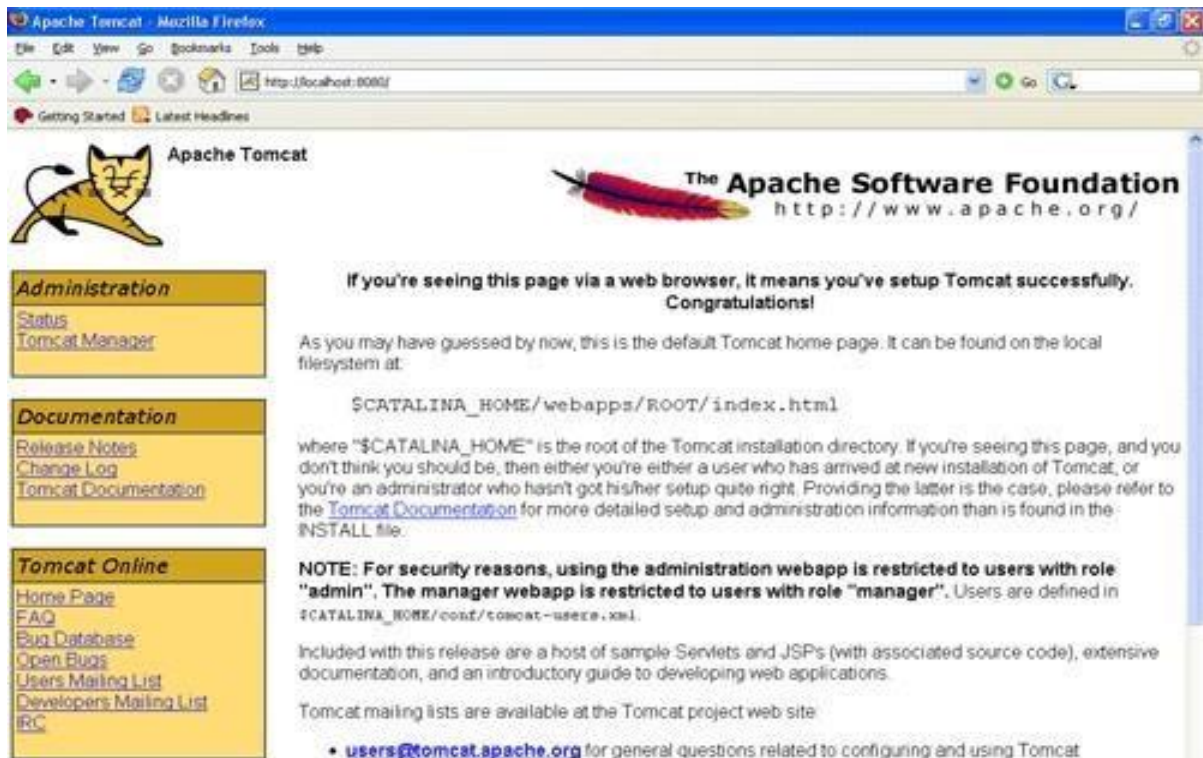 Apache Tomcat - Mozilla Firefox
File Edit View Go Bookmarks Tools Help
http://localhost:8080/
Go
Getting Started Latest Headlines
Apache Tomcat
The Apache Software Foundation
http://www.apache.org/
Administration
Status
Tomcat Manager
Documentation
Release Notes
Change Log
Tomcat Documentation
Tomcat Online
Home Page
FAQ
Bug Database
Open Bugs
Users Mailing List
Developers Mailing List
IRC
If you're seeing this page via a web browser, it means you've setup Tomcat successfully.
Congratulations!
As you may have guessed by now, this is the default Tomcat home page. It can be found on the local
filesystem at:
$CATALINA_HOME/webapps/ROOT/index.html
where "$CATALINA_HOME" is the root of the Tomcat installation directory. If you're seeing this page, and you
don't think you should be, then either you're either a user who has arrived at new installation of Tomcat, or
you're an administrator who hasn't got his/her setup quite right. Providing the latter is the case, please refer to
the Tomcat Documentation for more detailed setup and administration information than is found in the
INSTALL file.
NOTE: For security reasons, using the administration webapp is restricted to users with role
"admin". The manager webapp is restricted to users with role "manager". Users are defined in
$CATALINA_HOME/conf/tomcat-users.xml.
Included with this release are a host of sample Servlets and JSPs (with associated source code), extensive
documentation, and an introductory guide to developing web applications.
Tomcat mailing lists are available at the Tomcat project web site:
• users@tomcat.apache.org for general questions related to configuring and using Tomcat